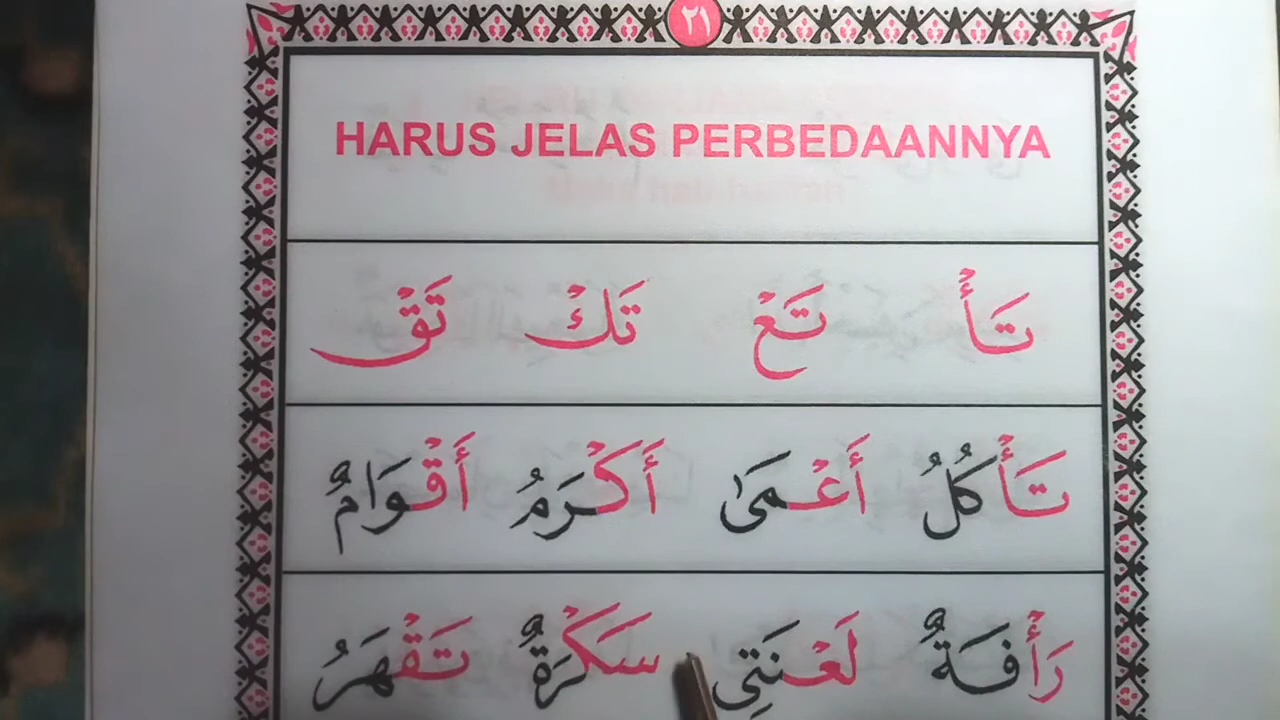 ٢١
HARUS JELAS PERBEDAANNYA
تَأْ تَعْ تَكْ تَقْ
تَأْكُلُ أَعْمَىٰ أَكْرَمُ أَقْوَامٌ
رَأْفَةٌ لَعْنَتِي سَكْرَةٌ تَقْهَرُ